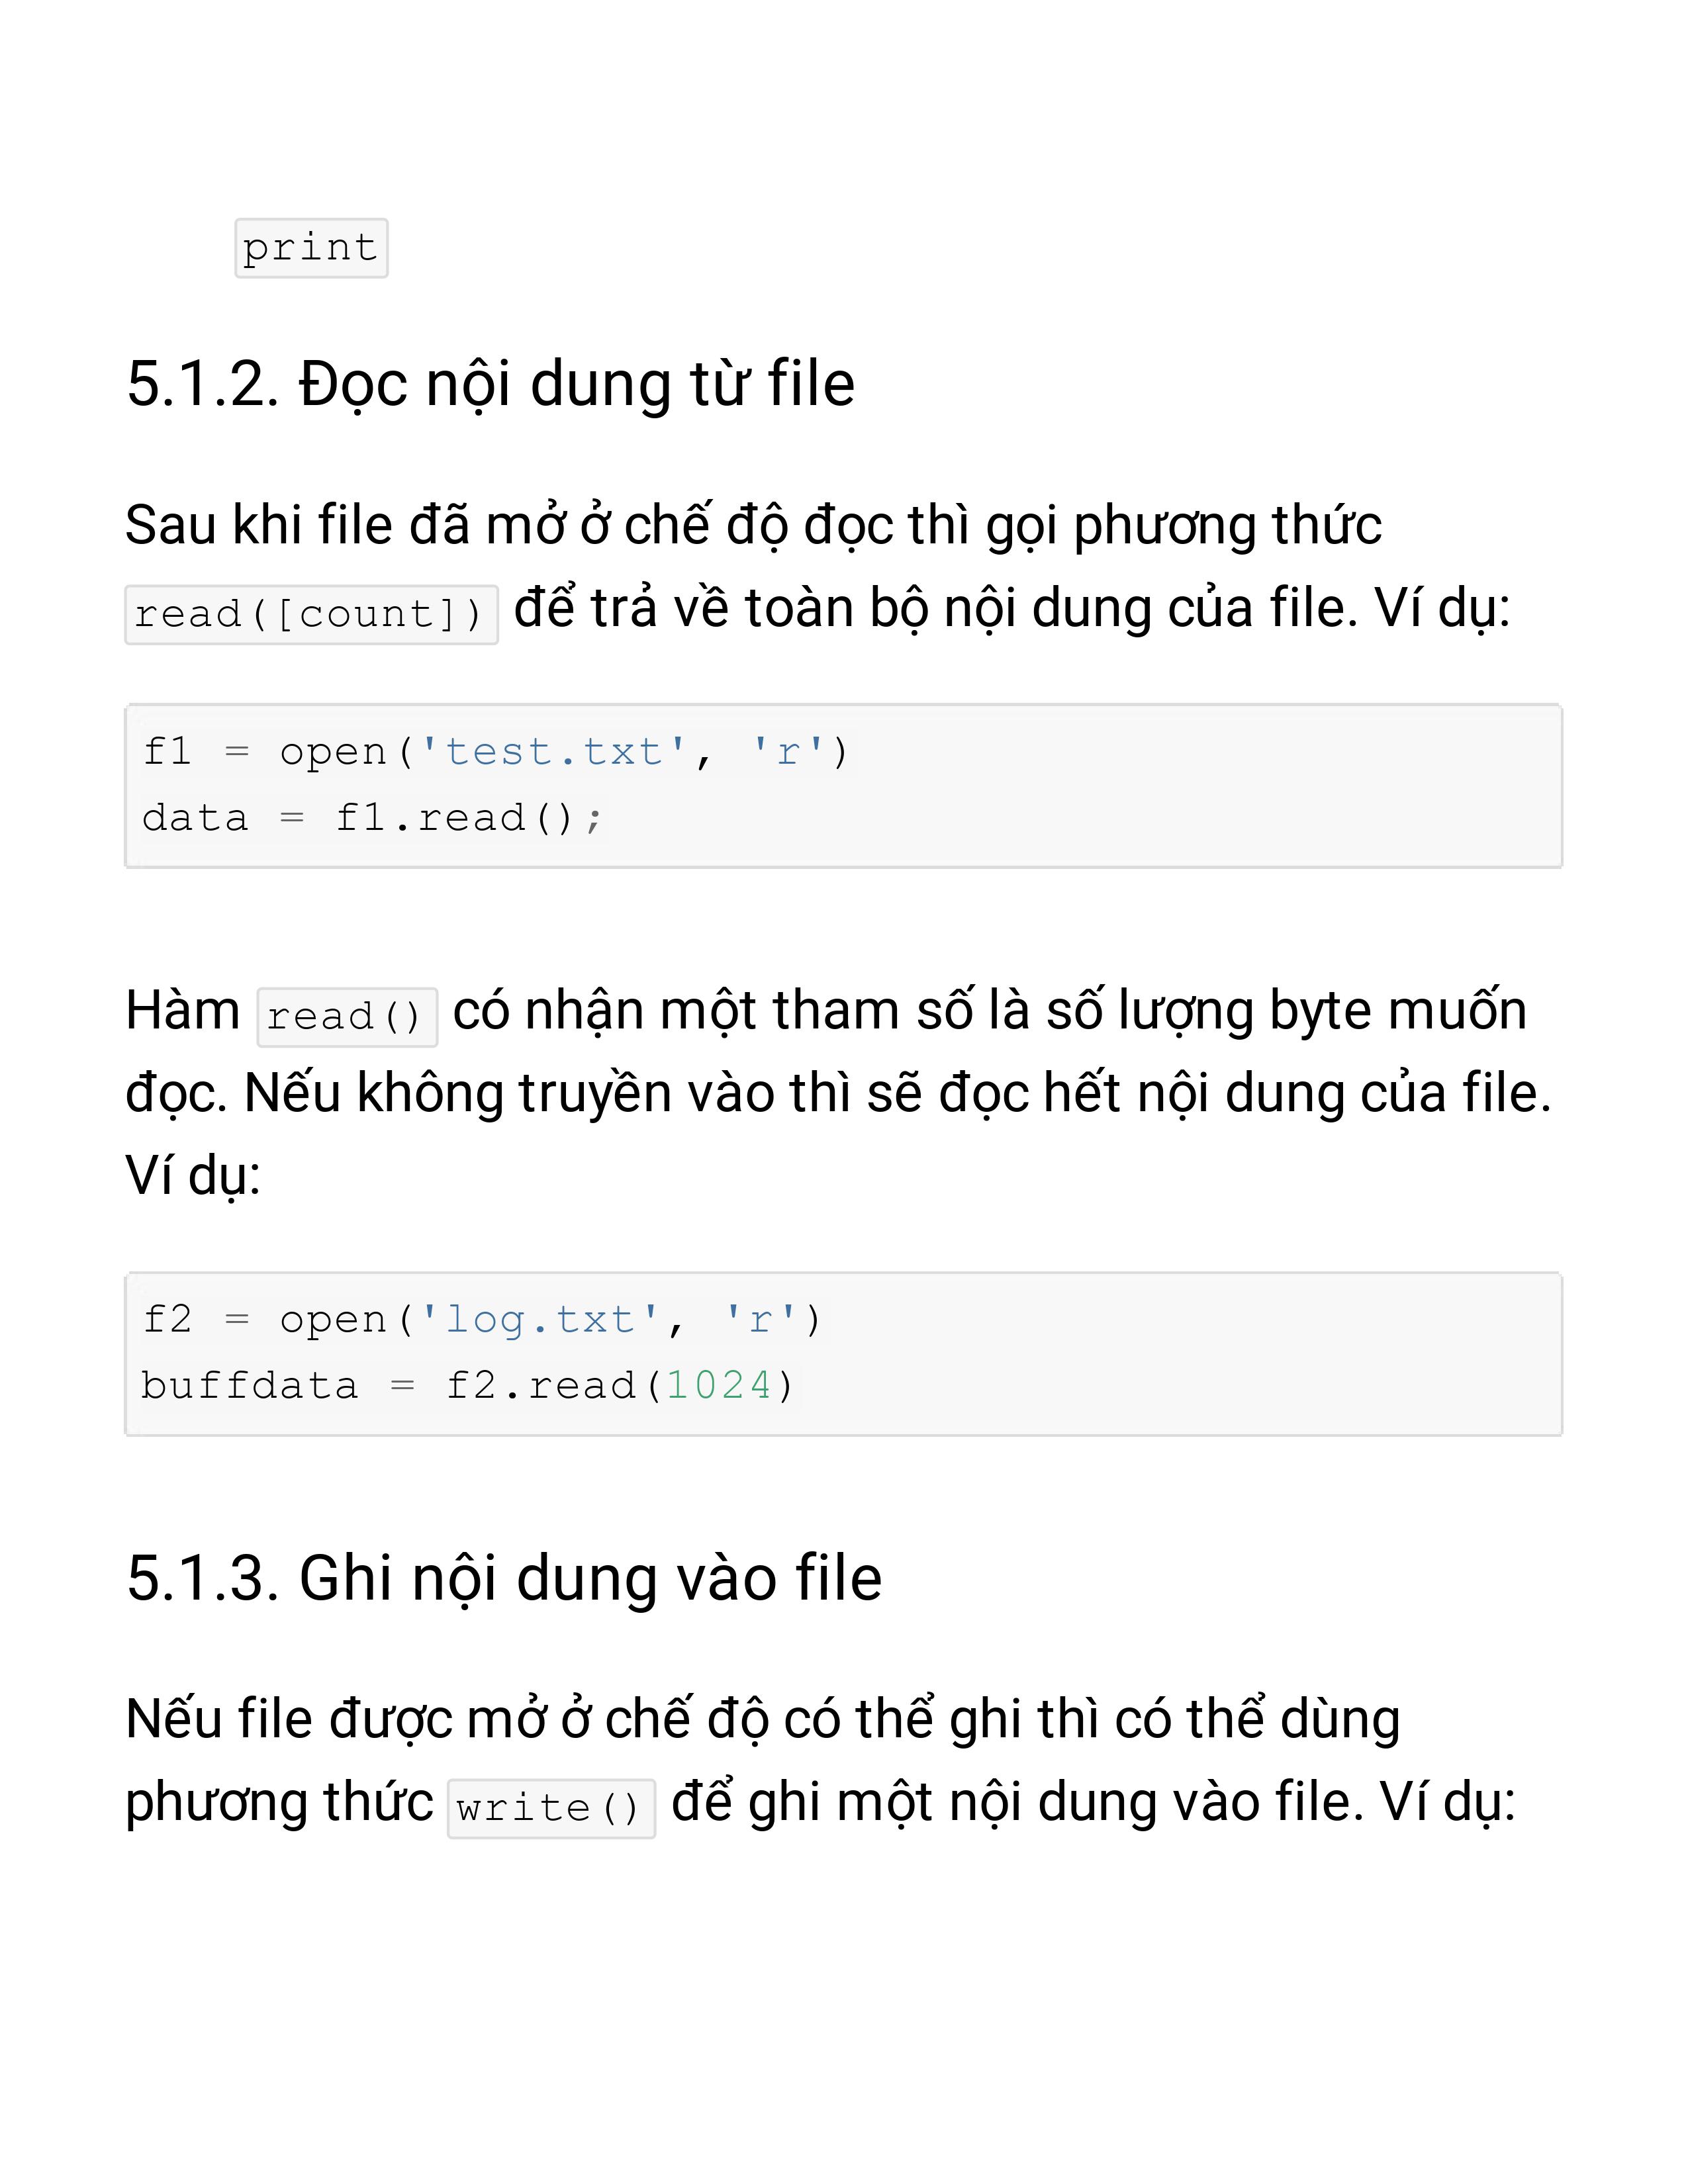 print
5.1.2. Đọc nội dung từ file
Sau khi file đã mở ở chế độ đọc thì gọi phương thức
read([count]) để trả về toàn bộ nội dung của file. Ví dụ:
f1 = open('test.txt', 'r')
data = f1.read();
Hàm read() có nhận một tham số là số lượng byte muốn
đọc. Nếu không truyền vào thì sẽ đọc hết nội dung của file.
Ví dụ:
f2 = open('log.txt', 'r')
buffdata = f2.read(1024)
5.1.3. Ghi nội dung vào file
Nếu file được mở ở chế độ có thể ghi thì có thể dùng
phương thức write() để ghi một nội dung vào file. Ví dụ: